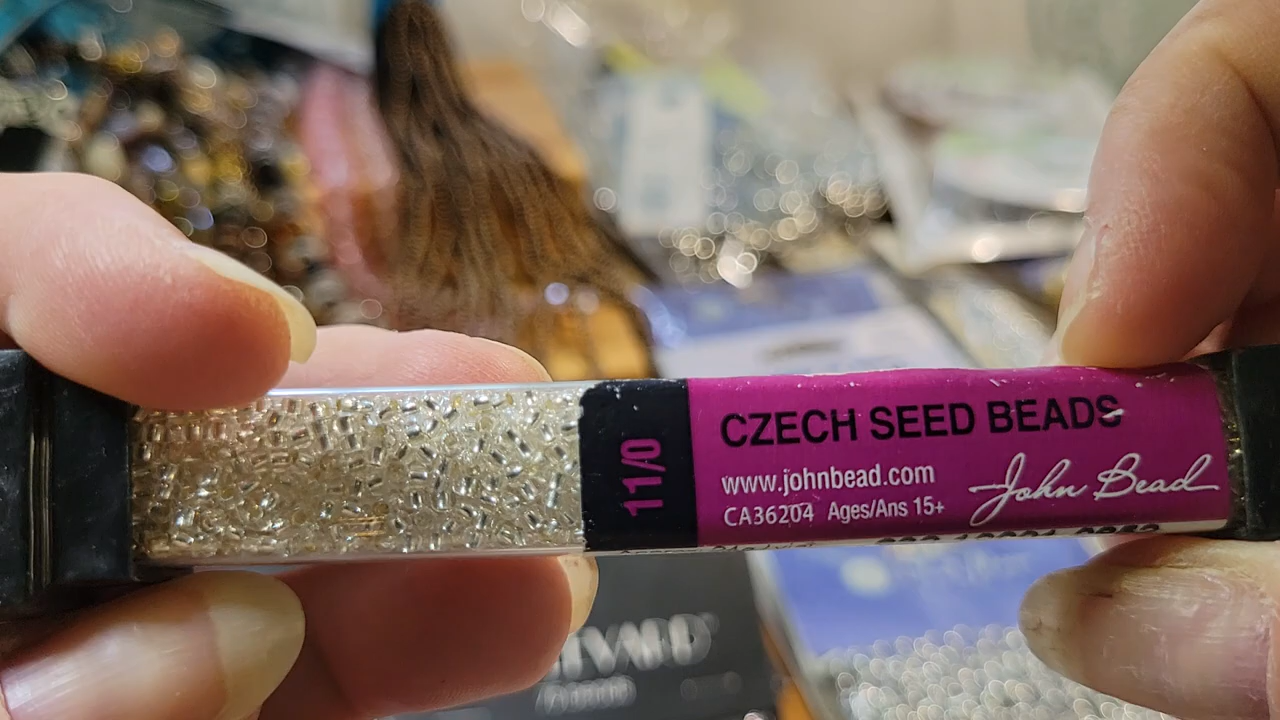 11/0
CZECH SEED BEADS
www.johnbead.com
CA36204 Ages/Ans 15+
John Bead